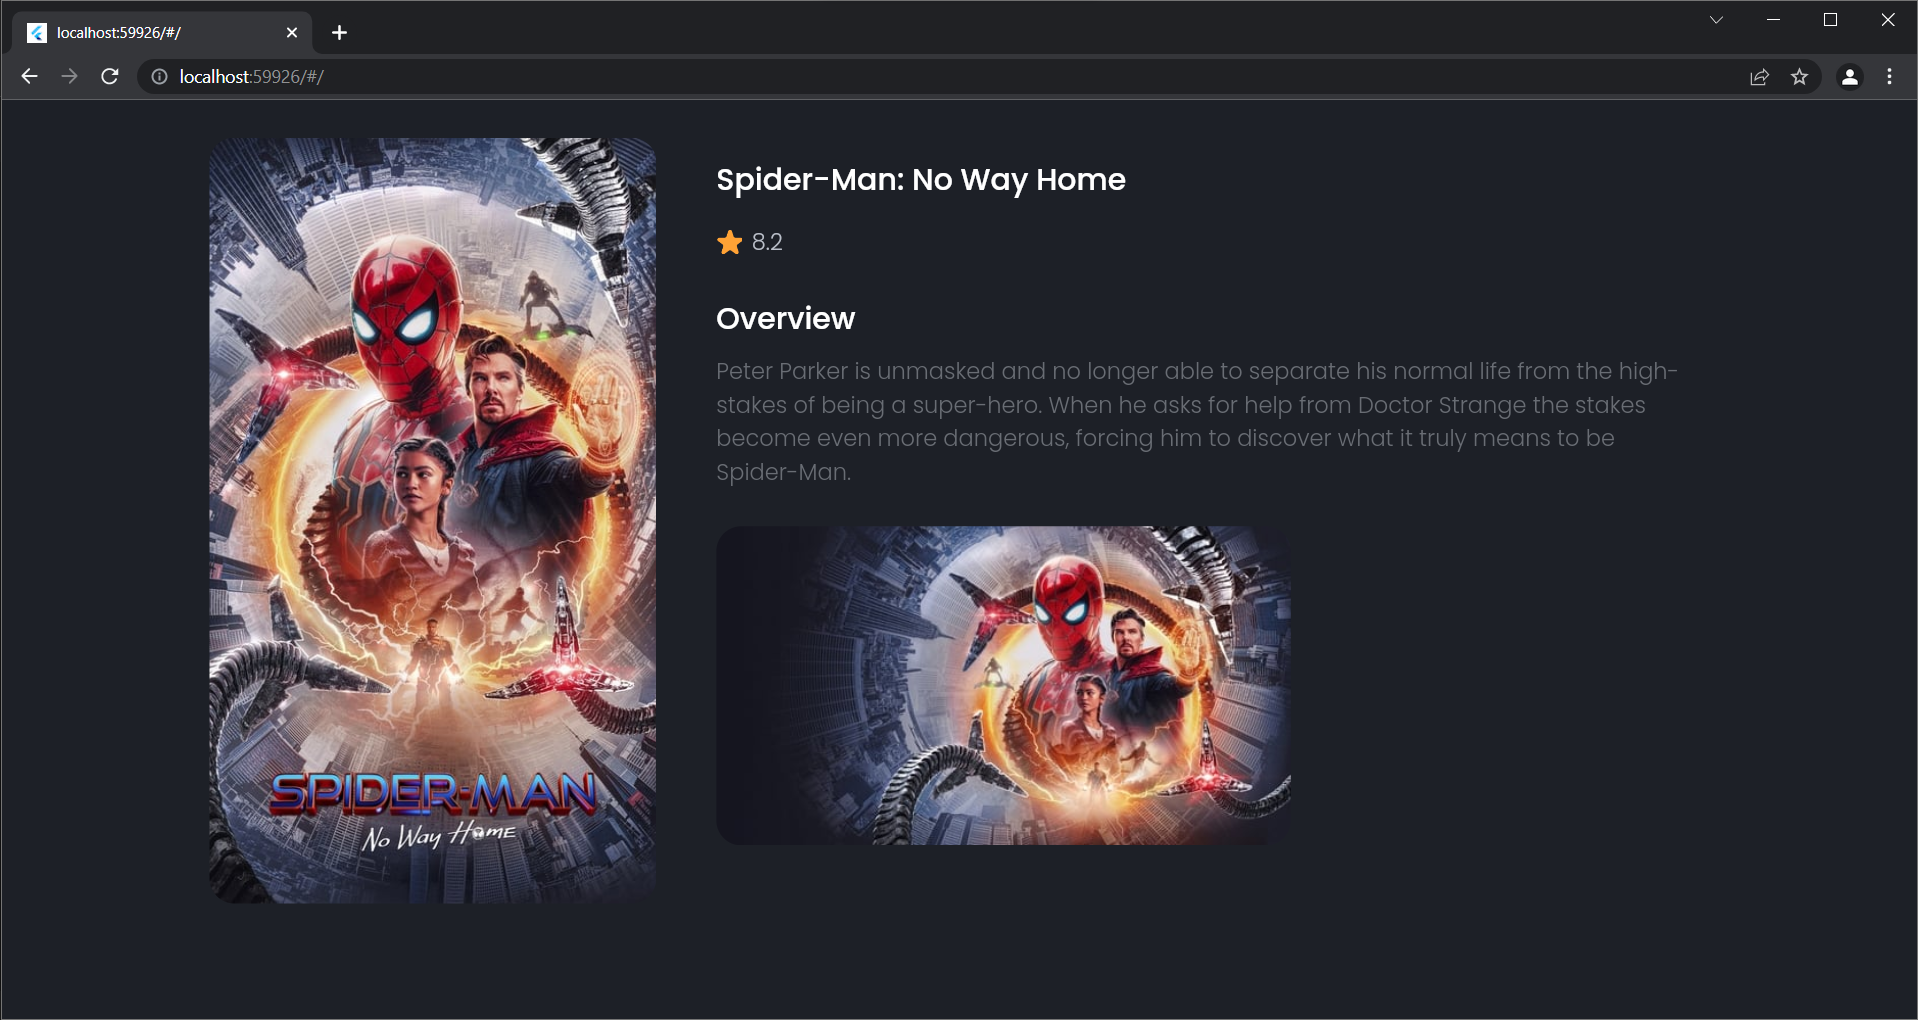 localhost:59926/#/
localhost:59926/#/
Spider-Man: No Way Home
8.2
Overview
Peter Parker is unmasked and no longer able to separate his normal life from the high-
stakes of being a super-hero. When he asks for help from Doctor Strange the stakes
become even more dangerous, forcing him to discover what it truly means to be
Spider-Man.
SPIDER-MAN
No Way Home